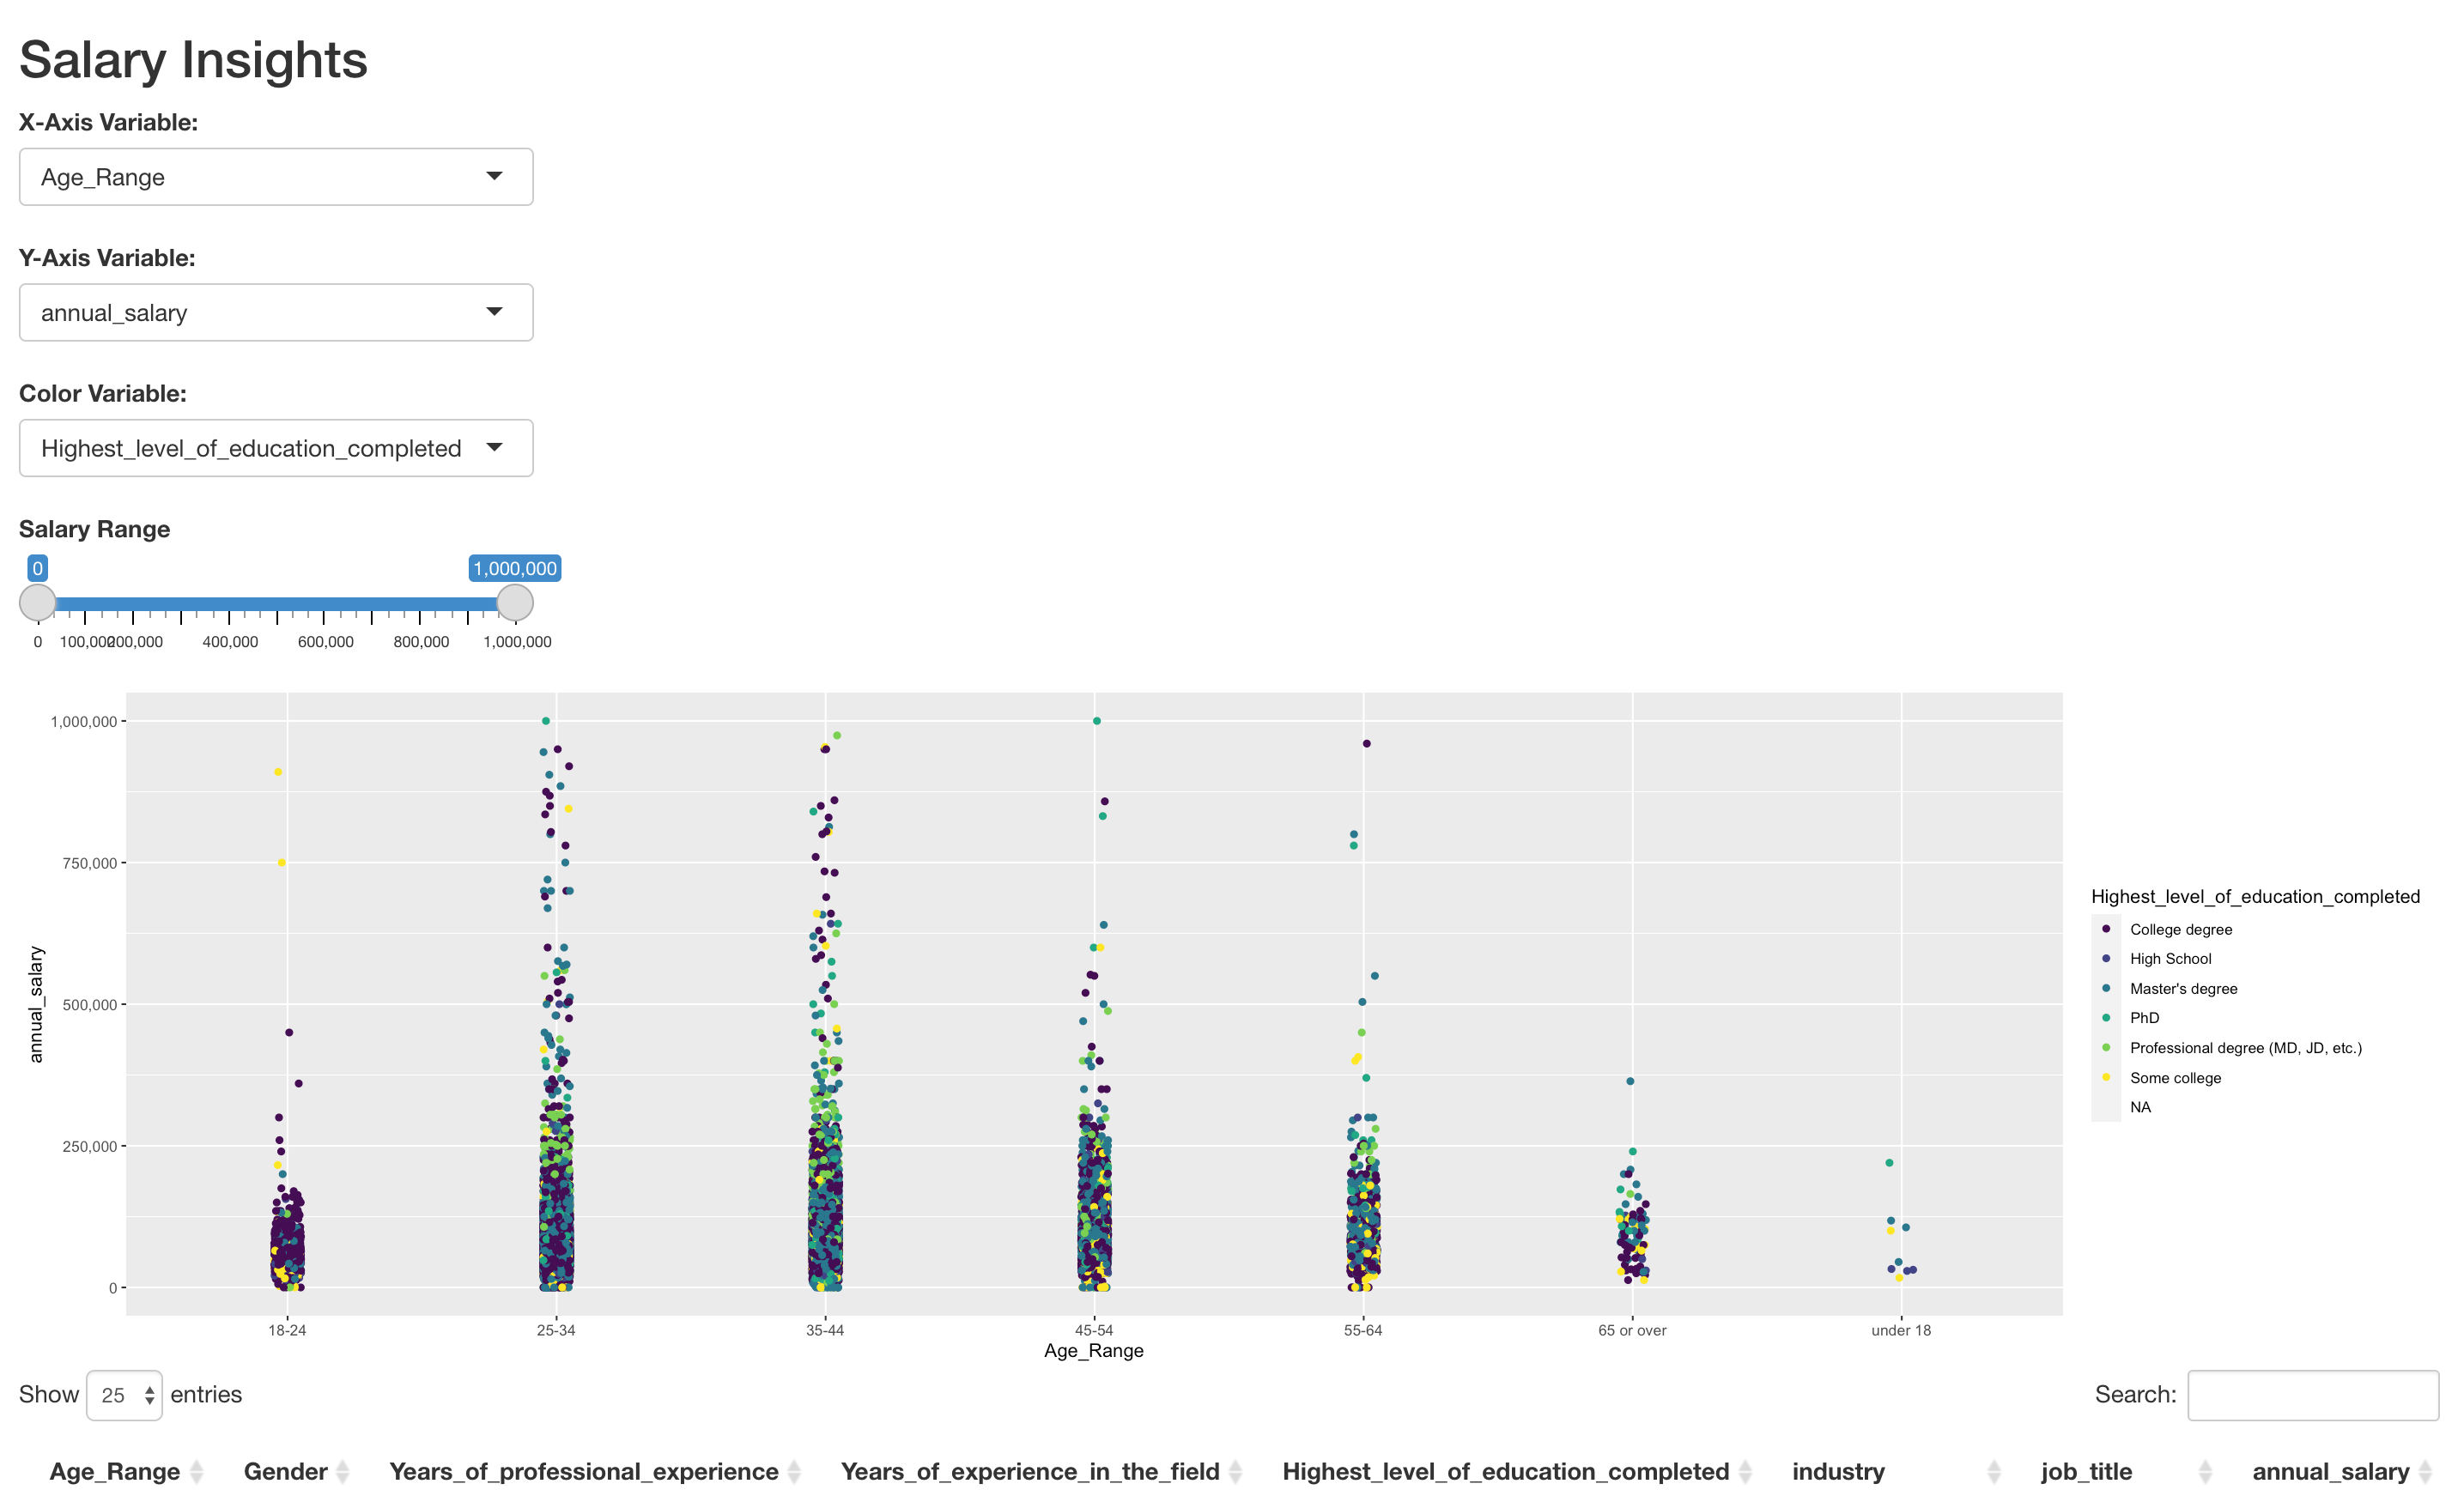 Salary Insights
X-Axis Variable:
Age_Range
Y-Axis Variable:
annual_salary
Color Variable:
Highest_level_of_education_completed
Salary Range
0 1,000,000
0 100,000 200,000 400,000 600,000 800,000 1,000,000
1,000,000
750,000
500,000
250,000
0
annual_salary
18-24 25-34 35-44 45-54 55-64 65 or over under 18
Age_Range
Highest_level_of_education_completed
College degree
High School
Master's degree
PhD
Professional degree (MD, JD, etc.)
Some college
NA
Show 25 entries Search:
Age_Range Gender Years_of_professional_experience Years_of_experience_in_the_field Highest_level_of_education_completed industry job_title annual_salary